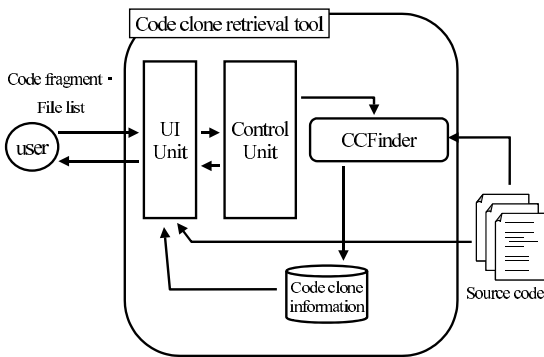 Code clone retrieval tool
Code fragment ·
File list
user
UI
Unit
Control
Unit
CCFinder
Code clone
information
Source code